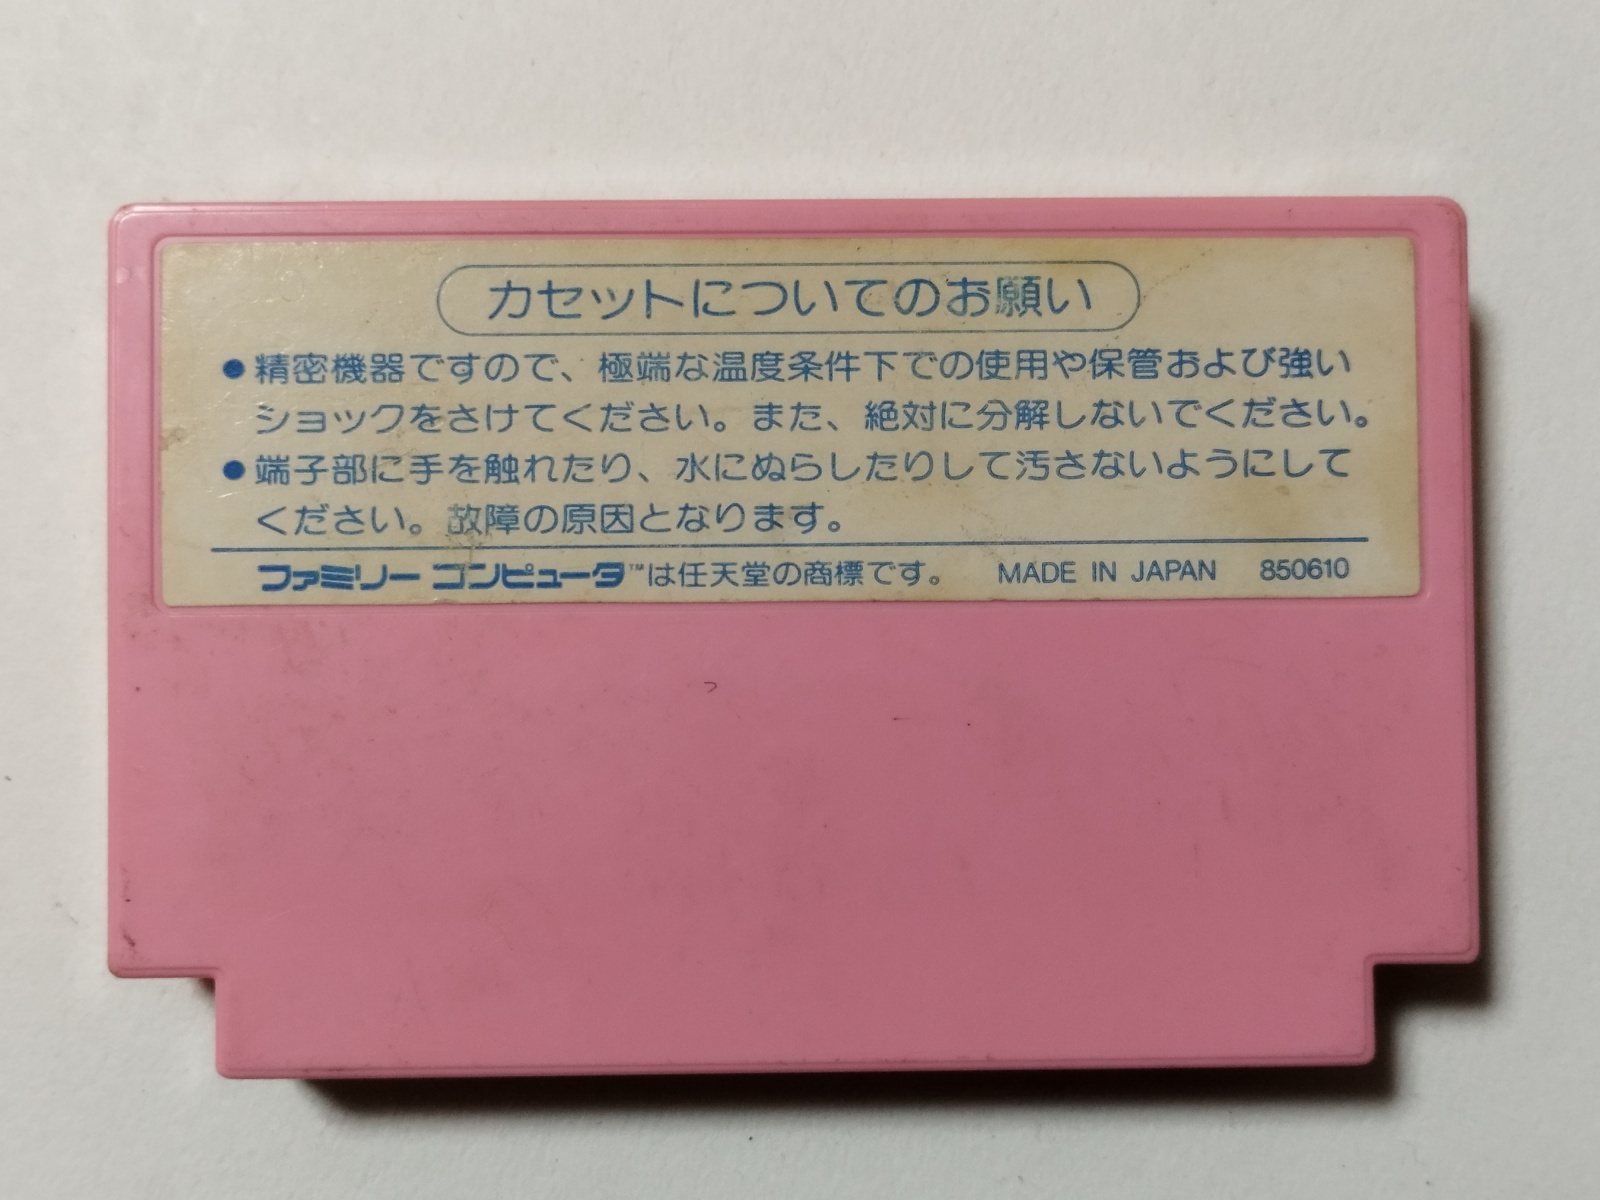 カセットについてのお願い
●精密機器ですので、極端な温度条件下での使用や保管および強い
ショックをさけてください。また、絶対に分解しないでください。
●端子部に手を触れたり、水にぬらしたりして汚さないようにして
ください。故障の原因となります。
ファミリー コンピュータ™は任天堂の商標です。 MADE IN JAPAN 850610